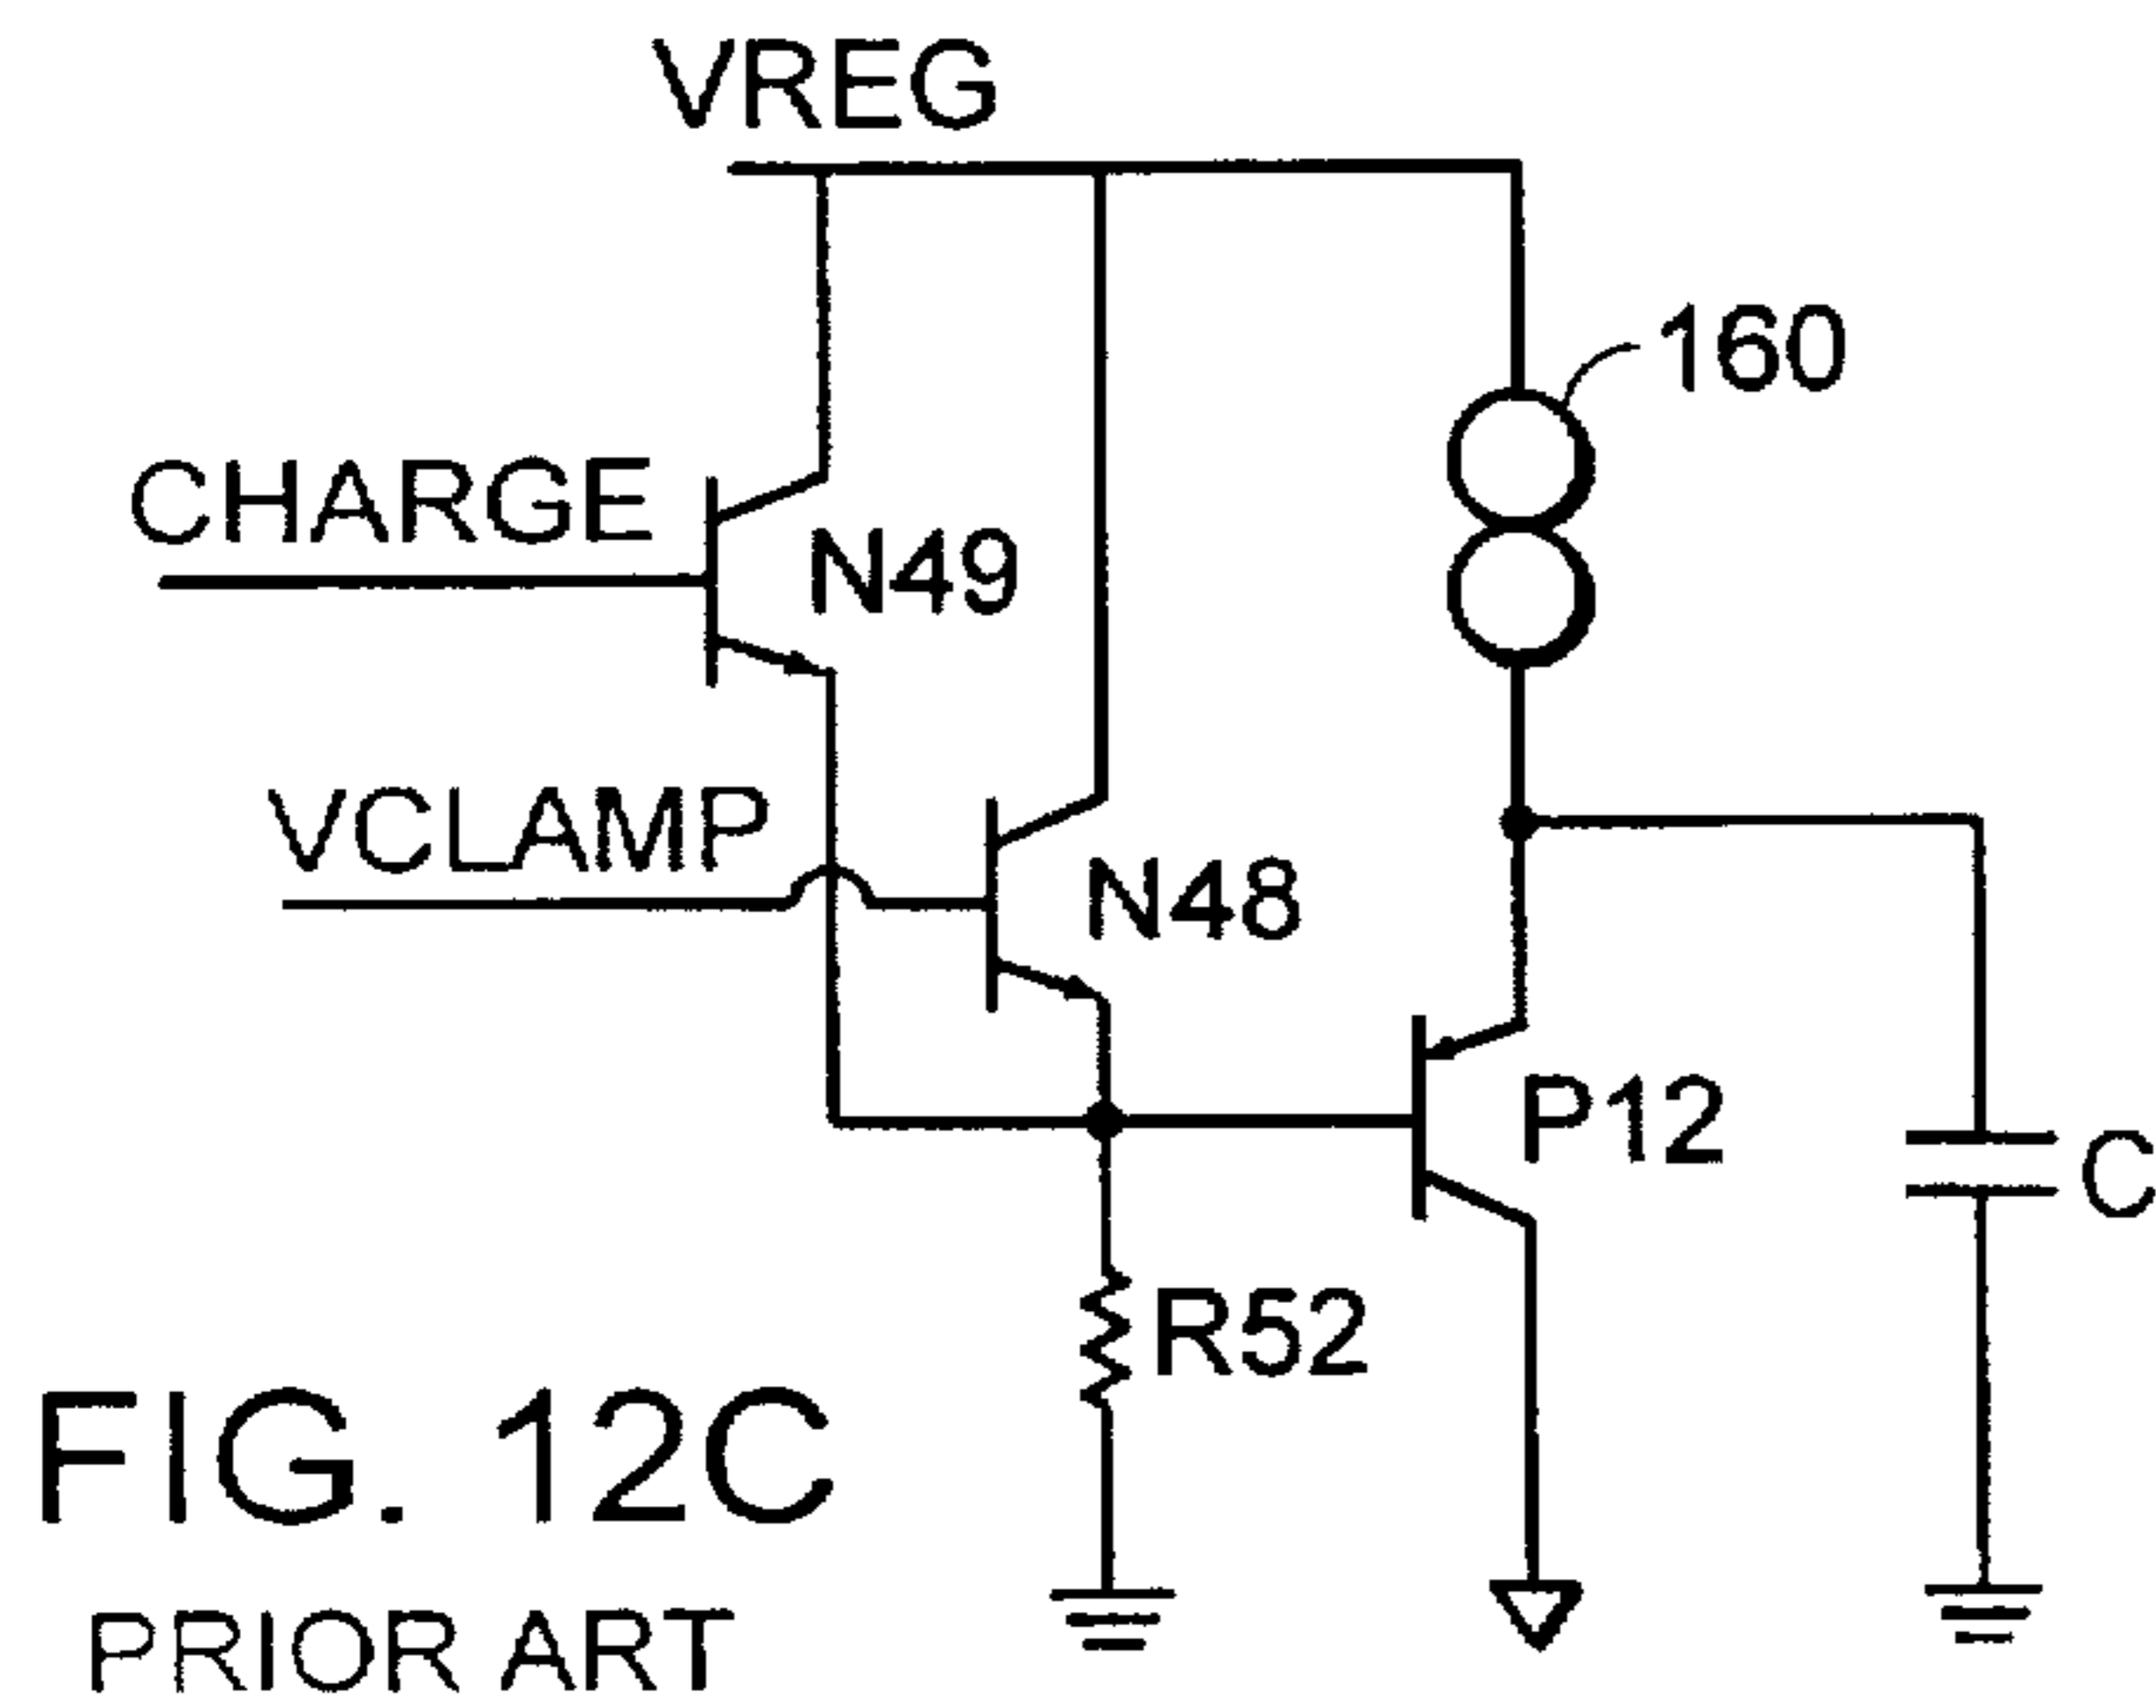 VREG
160
CHARGE
N49
VCLAMP
N48
P12
C
R52
FIG. 12C
PRIOR ART